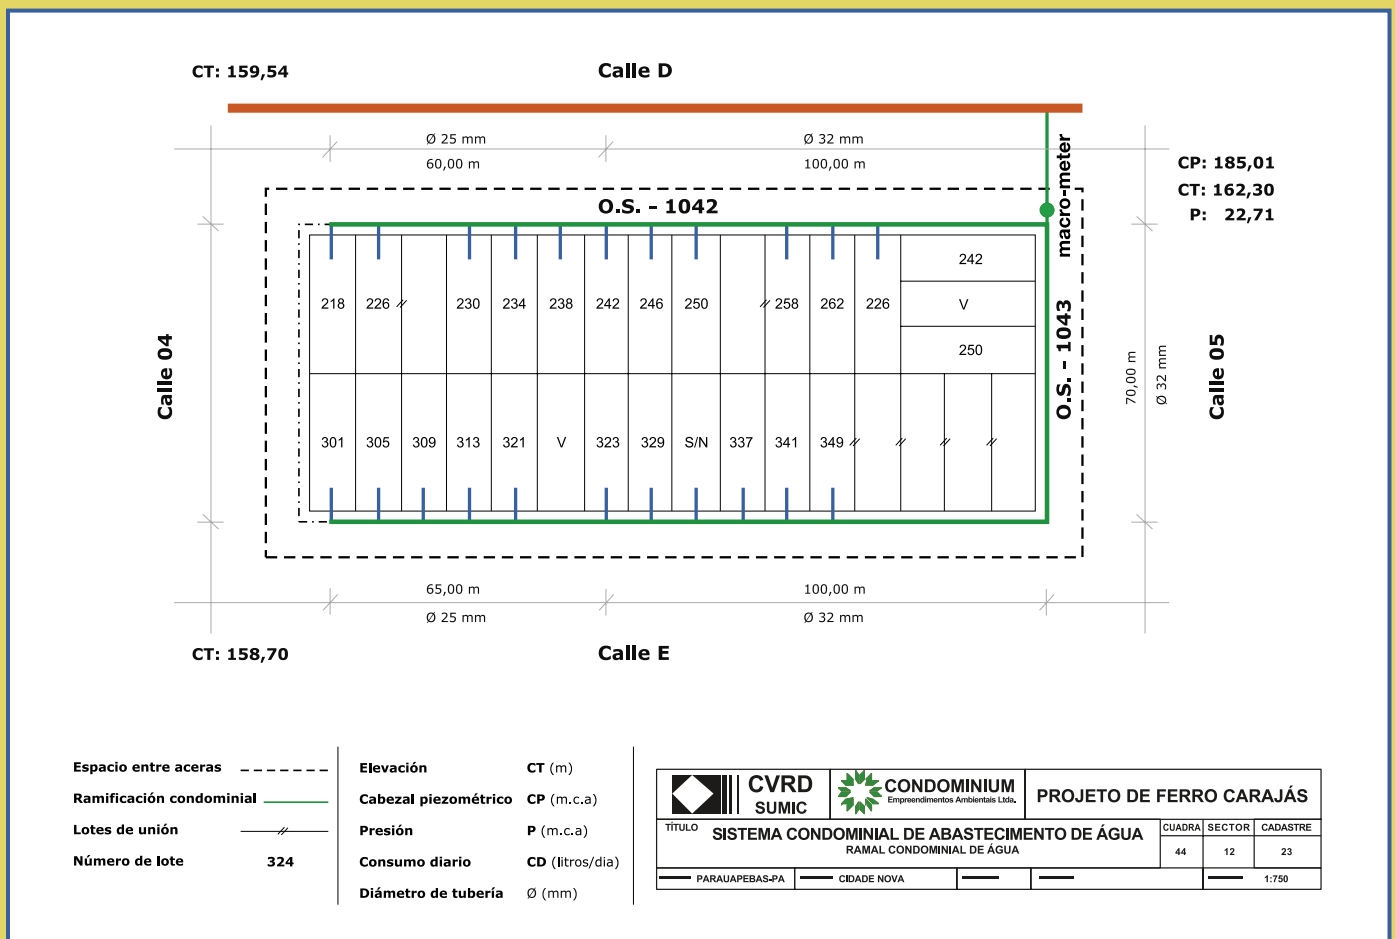 CT: 159,54
Calle D
Ø 25 mm
Ø 32 mm
60,00 m
100,00 m
macro-meter
CP: 185,01
CT: 162,30
P: 22,71
O.S. - 1042
242
218 226 230 234 238 242 246 250 258 262 226 V
250
O.S. - 1043
Calle 04
70,00 m
Ø 32 mm
Calle 05
301 305 309 313 321 V 323 329 S/N 337 341 349
65,00 m
100,00 m
Ø 25 mm
Ø 32 mm
CT: 158,70
Calle E
Espacio entre aceras
Ramificación condominial
Lotes de unión
Número de lote 324
Elevación CT (m)
Cabezal piezométrico CP (m.c.a)
Presión P (m.c.a)
Consumo diario CD (litros/dia)
Diámetro de tubería Ø (mm)
CVRD
SUMIC
CONDOMINIUM
Empreendimentos Ambientais Ltda.
PROJETO DE FERRO CARAJÁS
TÍTULO
SISTEMA CONDOMINIAL DE ABASTECIMENTO DE ÁGUA
RAMAL CONDOMINIAL DE ÁGUA
CUADRA SECTOR CADASTRE
44 12 23
PARAUAPEBAS-PA CIDADE NOVA 1:750